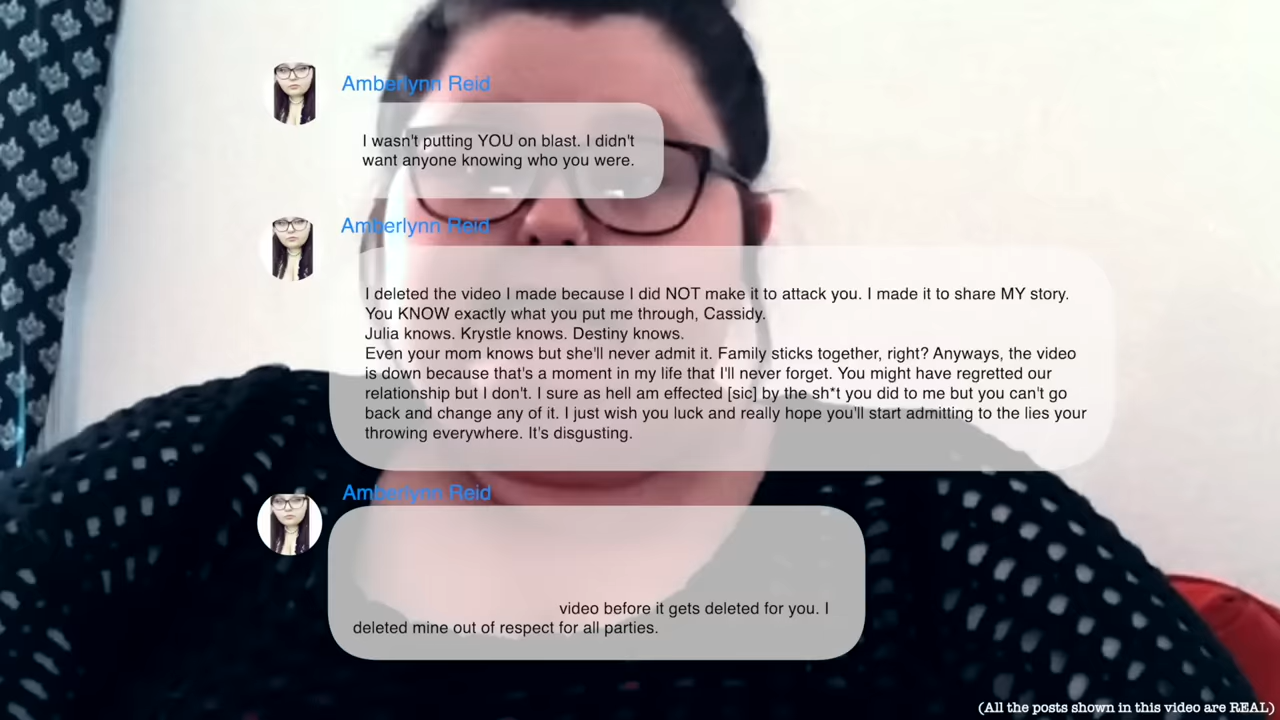 Amberlynn Reid
I wasn't putting YOU on blast. I didn't
want anyone knowing who you were.
Amberlynn Reid
I deleted the video I made because I did NOT make it to attack you. I made it to share MY story.
You KNOW exactly what you put me through, Cassidy.
Julia knows. Krystle knows. Destiny knows.
Even your mom knows but she'll never admit it. Family sticks together, right? Anyways, the video
is down because that's a moment in my life that I'll never forget. You might have regretted our
relationship but I don't. I sure as hell am effected [sic] by the sh*t you did to me but you can't go
back and change any of it. I just wish you luck and really hope you'll start admitting to the lies your
throwing everywhere. It's disgusting.
Amberlynn Reid
video before it gets deleted for you. I
deleted mine out of respect for all parties.
(All the posts shown in this video are REAL)